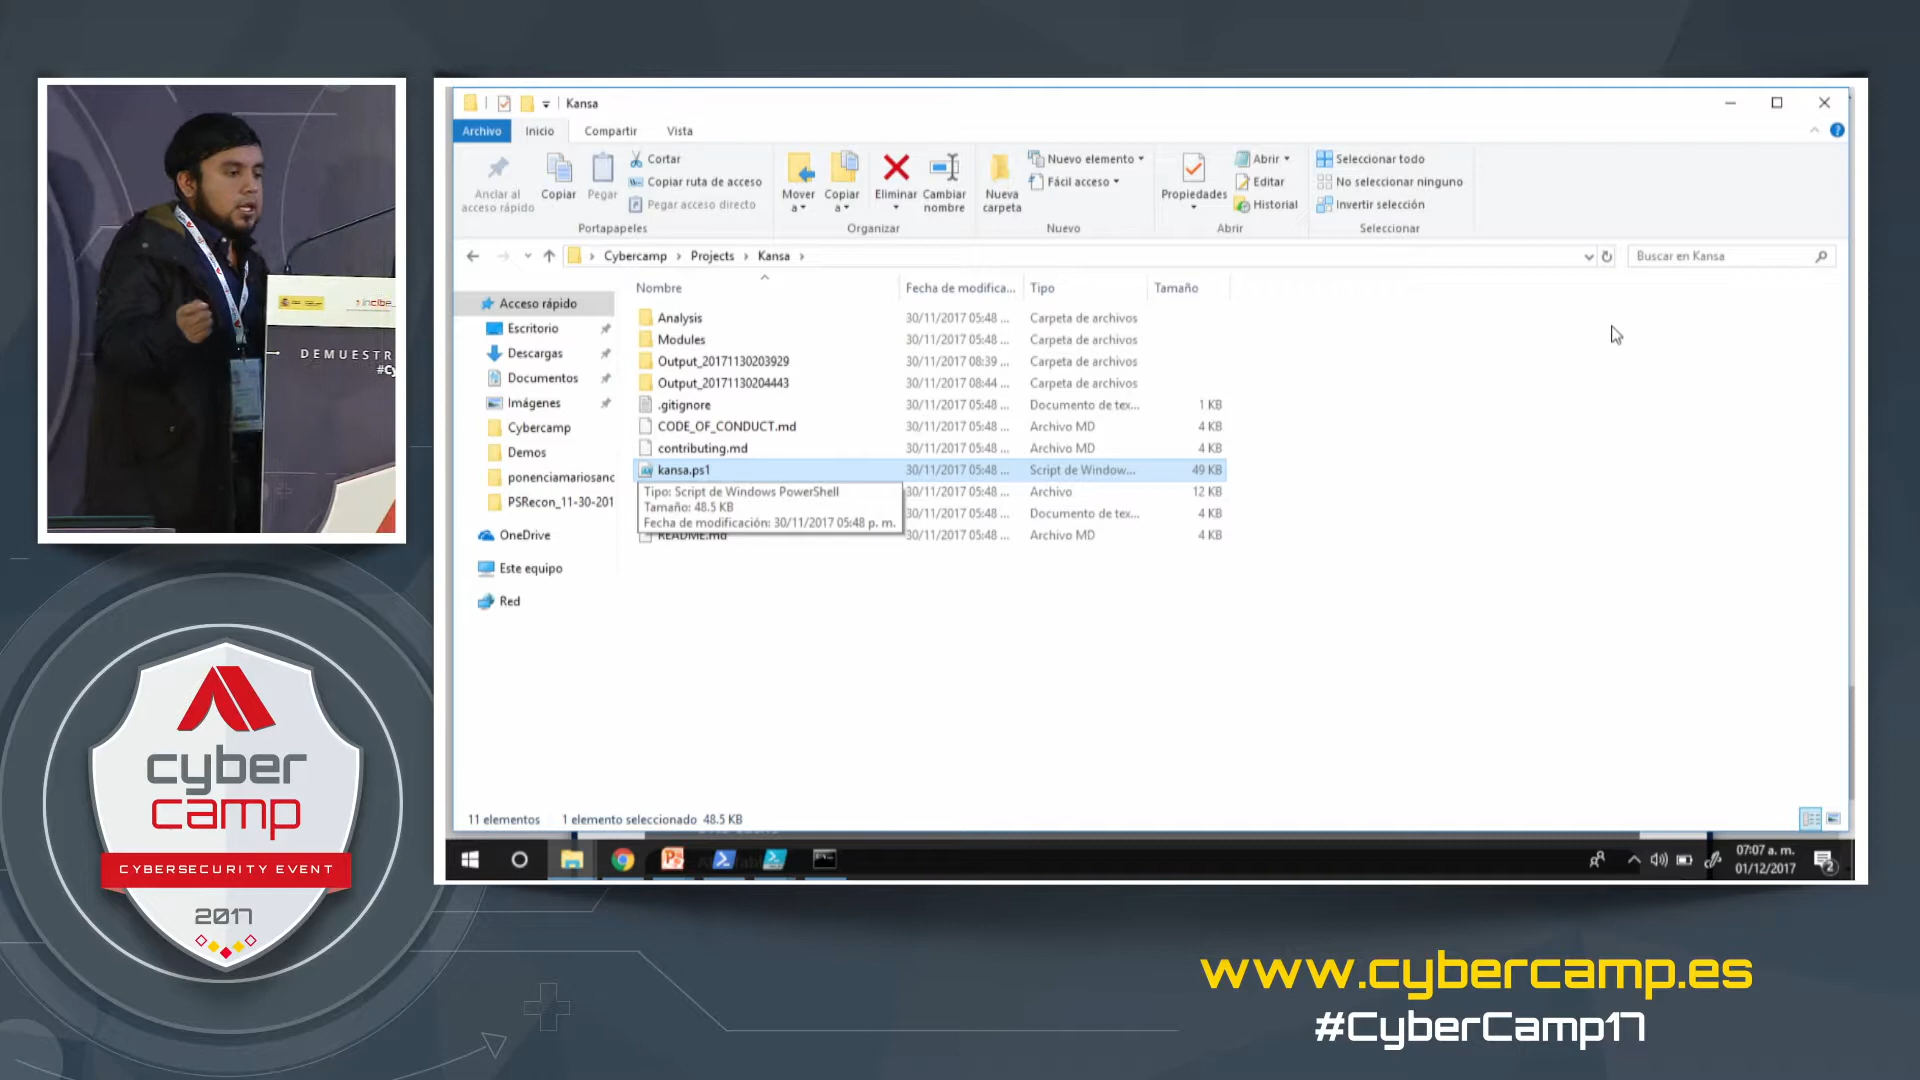 incibe_
DEMUESTR
#Cy
cyber
camp
CYBERSECURITY EVENT
2017
Kansa
Archivo
Inicio
Compartir
Vista
Anclar al
acceso rápido
Copiar
Pegar
Cortar
Copiar ruta de acceso
Pegar acceso directo
Portapapeles
Mover
a
Copiar
a
Eliminar
Cambiar
nombre
Organizar
Nueva
carpeta
Nuevo elemento
Fácil acceso
Nuevo
Propiedades
Abrir
Editar
Historial
Abrir
Seleccionar todo
No seleccionar ninguno
Invertir selección
Seleccionar
Cybercamp > Projects > Kansa >
Buscar en Kansa
Acceso rápido
Escritorio
Descargas
Documentos
Imágenes
Cybercamp
Demos
ponenciamariosanc
PSRecon_11-30-201
OneDrive
Este equipo
Red
Nombre Fecha de modifica... Tipo Tamaño
Analysis 30/11/2017 05:48 ... Carpeta de archivos
Modules 30/11/2017 05:48 ... Carpeta de archivos
Output_20171130203929 30/11/2017 08:39 ... Carpeta de archivos
Output_20171130204443 30/11/2017 08:44 ... Carpeta de archivos
.gitignore 30/11/2017 05:48 ... Documento de tex... 1 KB
CODE_OF_CONDUCT.md 30/11/2017 05:48 ... Archivo MD 4 KB
contributing.md 30/11/2017 05:48 ... Archivo MD 4 KB
kansa.ps1 30/11/2017 05:48 ... Script de Window... 49 KB
30/11/2017 05:48 ... Archivo 12 KB
30/11/2017 05:48 ... Documento de tex... 4 KB
README.md 30/11/2017 05:48 ... Archivo MD 4 KB
Tipo: Script de Windows PowerShell
Tamaño: 48.5 KB
Fecha de modificación: 30/11/2017 05:48 p. m.
11 elementos 1 elemento seleccionado 48.5 KB
07:07 a. m.
01/12/2017
2
www.cybercamp.es
#CyberCamp17